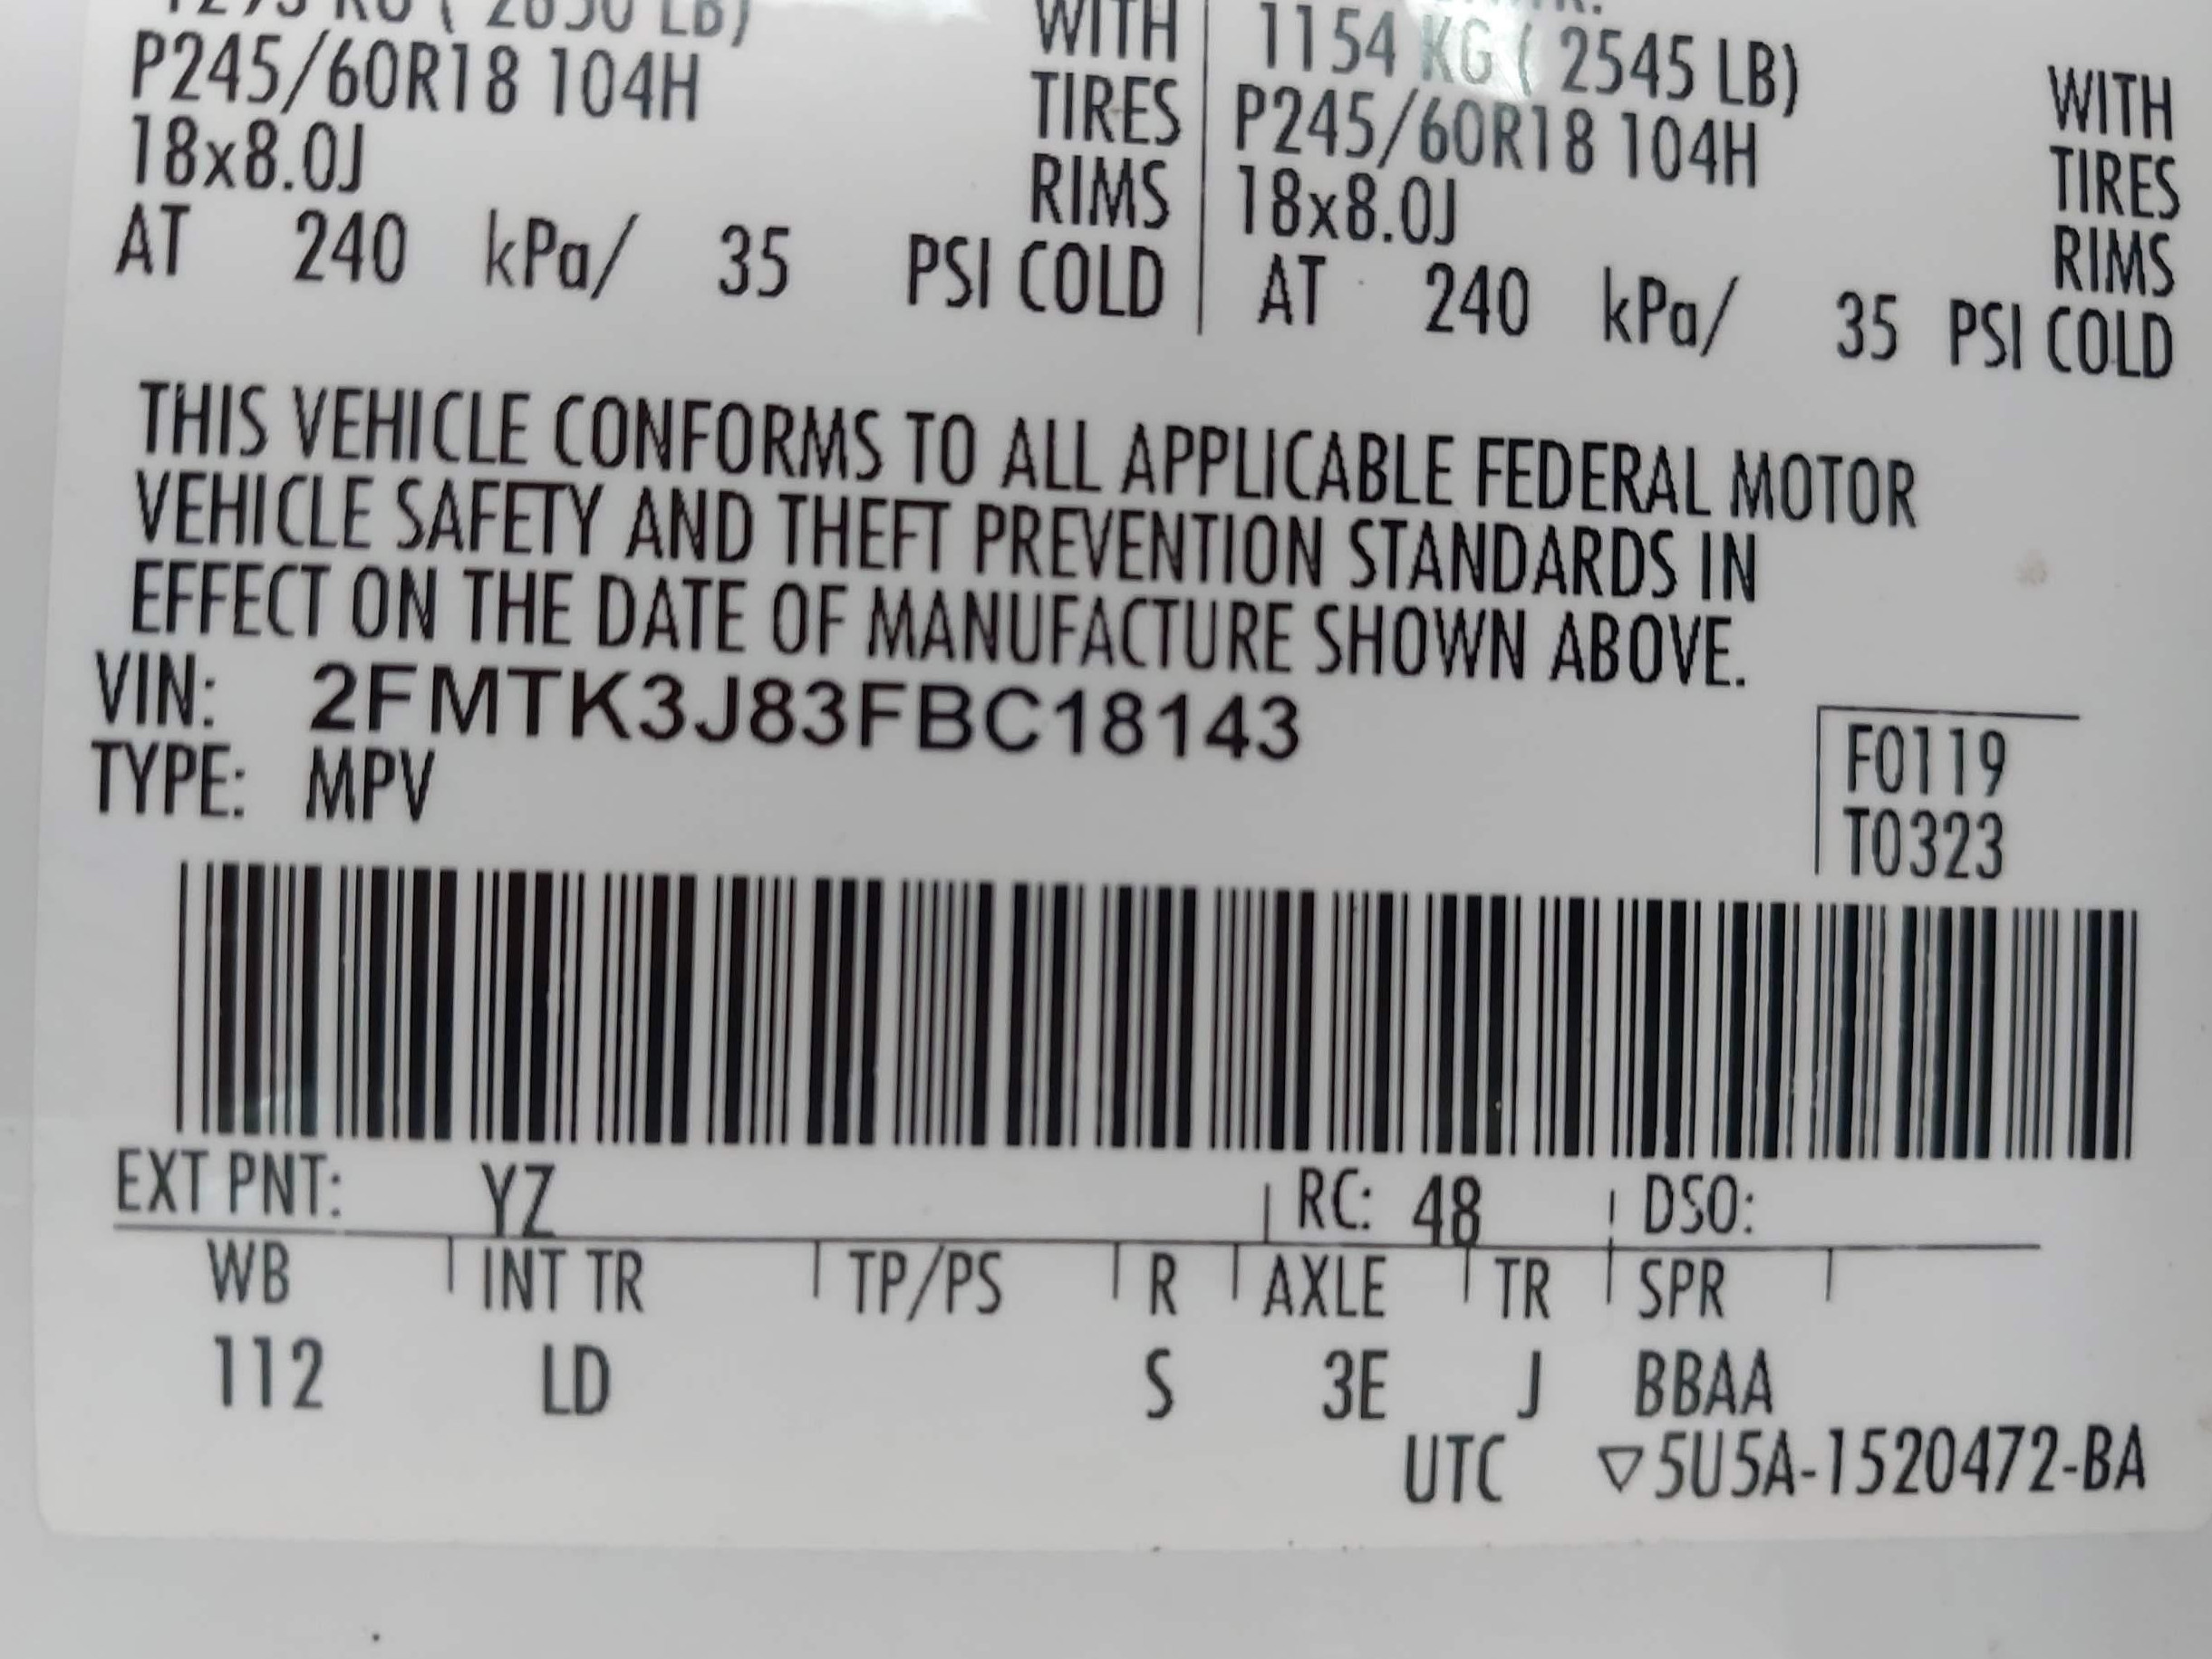 P245/60R18 104H WITH TIRES
18x8.0J RIMS
AT 240 kPa/ 35 PSI COLD
1154 KG ( 2545 LB) WITH
P245/60R18 104H TIRES
18x8.0J RIMS
AT 240 kPa/ 35 PSI COLD
THIS VEHICLE CONFORMS TO ALL APPLICABLE FEDERAL MOTOR
VEHICLE SAFETY AND THEFT PREVENTION STANDARDS IN
EFFECT ON THE DATE OF MANUFACTURE SHOWN ABOVE.
VIN: 2FMTK3J83FBC18143
TYPE: MPV
F0119
T0323
EXT PNT: YZ RC: 48 DSO:
WB INT TR TP/PS R AXLE TR SPR
112 LD S 3E J BBAA
UTC ▽5U5A-1520472-BA